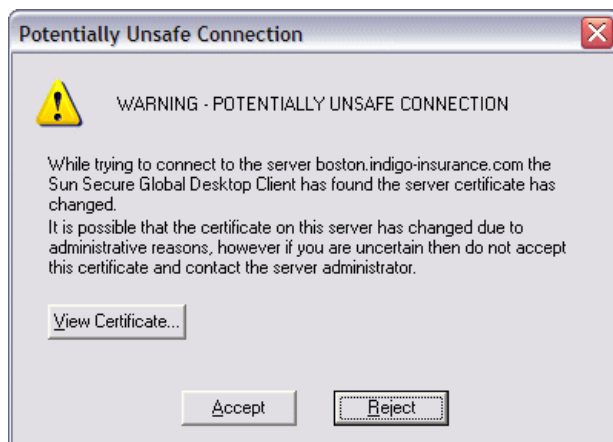 Potentially Unsafe Connection
WARNING - POTENTIALLY UNSAFE CONNECTION
While trying to connect to the server boston.indigo-insurance.com the
Sun Secure Global Desktop Client has found the server certificate has
changed.
It is possible that the certificate on this server has changed due to
administrative reasons, however if you are uncertain then do not accept
this certificate and contact the server administrator.
View Certificate...
Accept
Reject